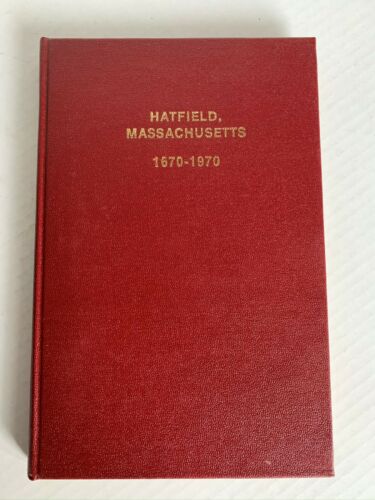 HATFIELD,
MASSACHUSETTS
1670-1970